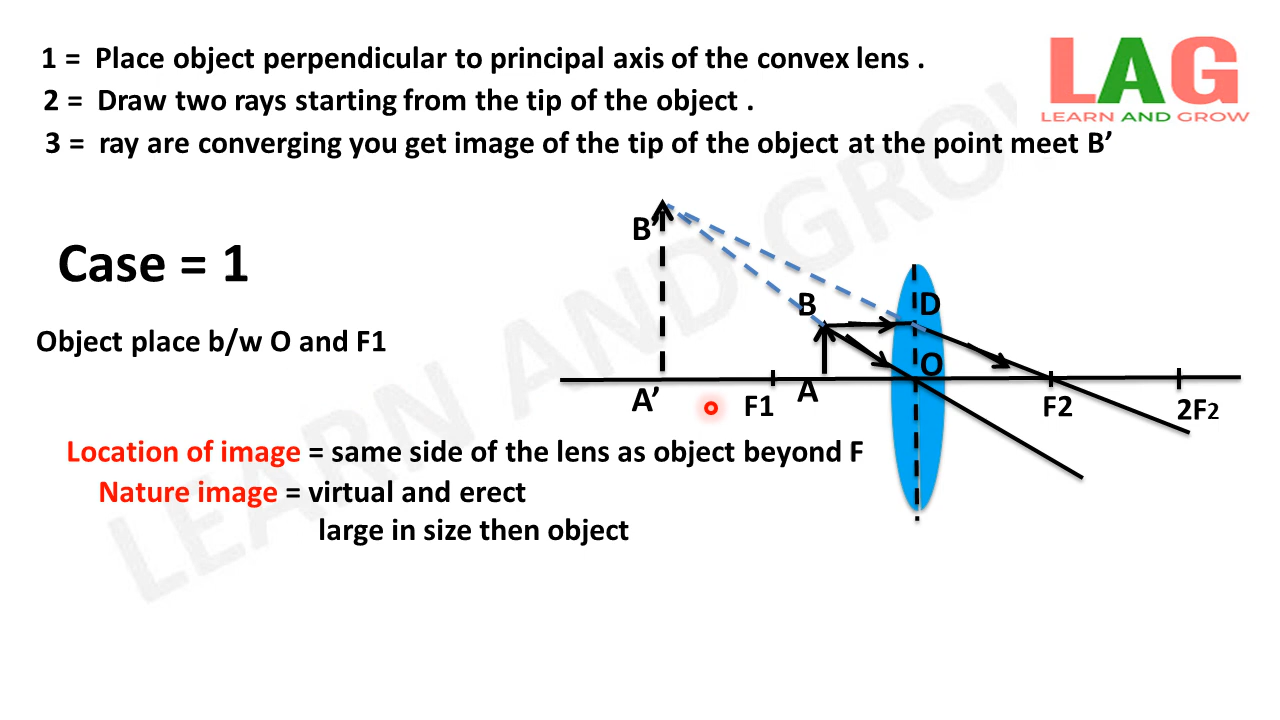 1 = Place object perpendicular to principal axis of the convex lens .
2 = Draw two rays starting from the tip of the object .
3 = ray are converging you get image of the tip of the object at the point meet B’
LAG
LEARN AND GROW
LEARN AND GROW
Case = 1
Object place b/w O and F1
B’
B
D
O
A’
F1
A
F2
2F2
Location of image = same side of the lens as object beyond F
Nature image = virtual and erect
large in size then object